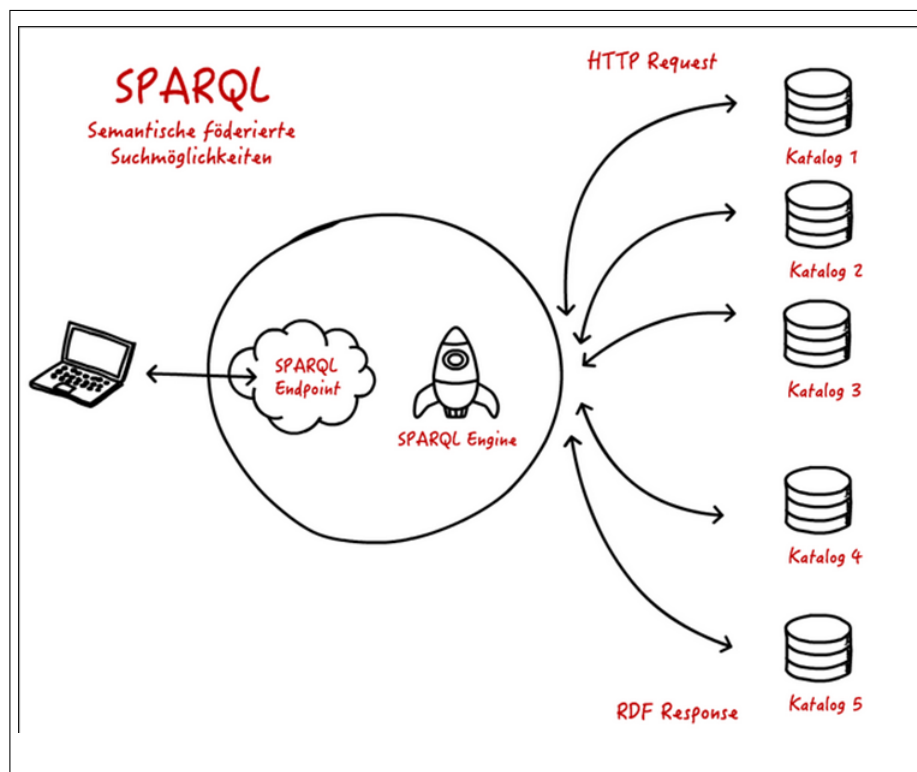 SPARQL
Semantische föderierte
Suchmöglichkeiten
HTTP Request
Katalog 1
Katalog 2
Katalog 3
SPARQL
Endpoint
SPARQL Engine
Katalog 4
Katalog 5
RDF Response